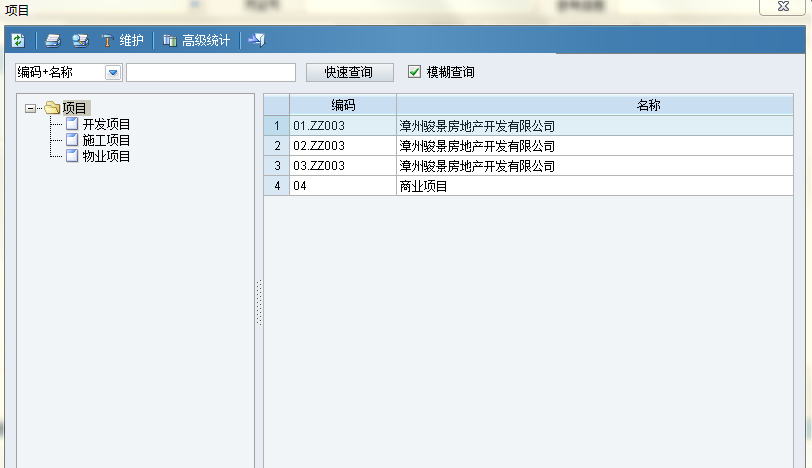 项目
维护 高级统计
编码+名称 快速查询 模糊查询
项目
开发项目
施工项目
物业项目
编码 名称
1 01.ZZ003 漳州骏景房地产开发有限公司
2 02.ZZ003 漳州骏景房地产开发有限公司
3 03.ZZ003 漳州骏景房地产开发有限公司
4 04 商业项目